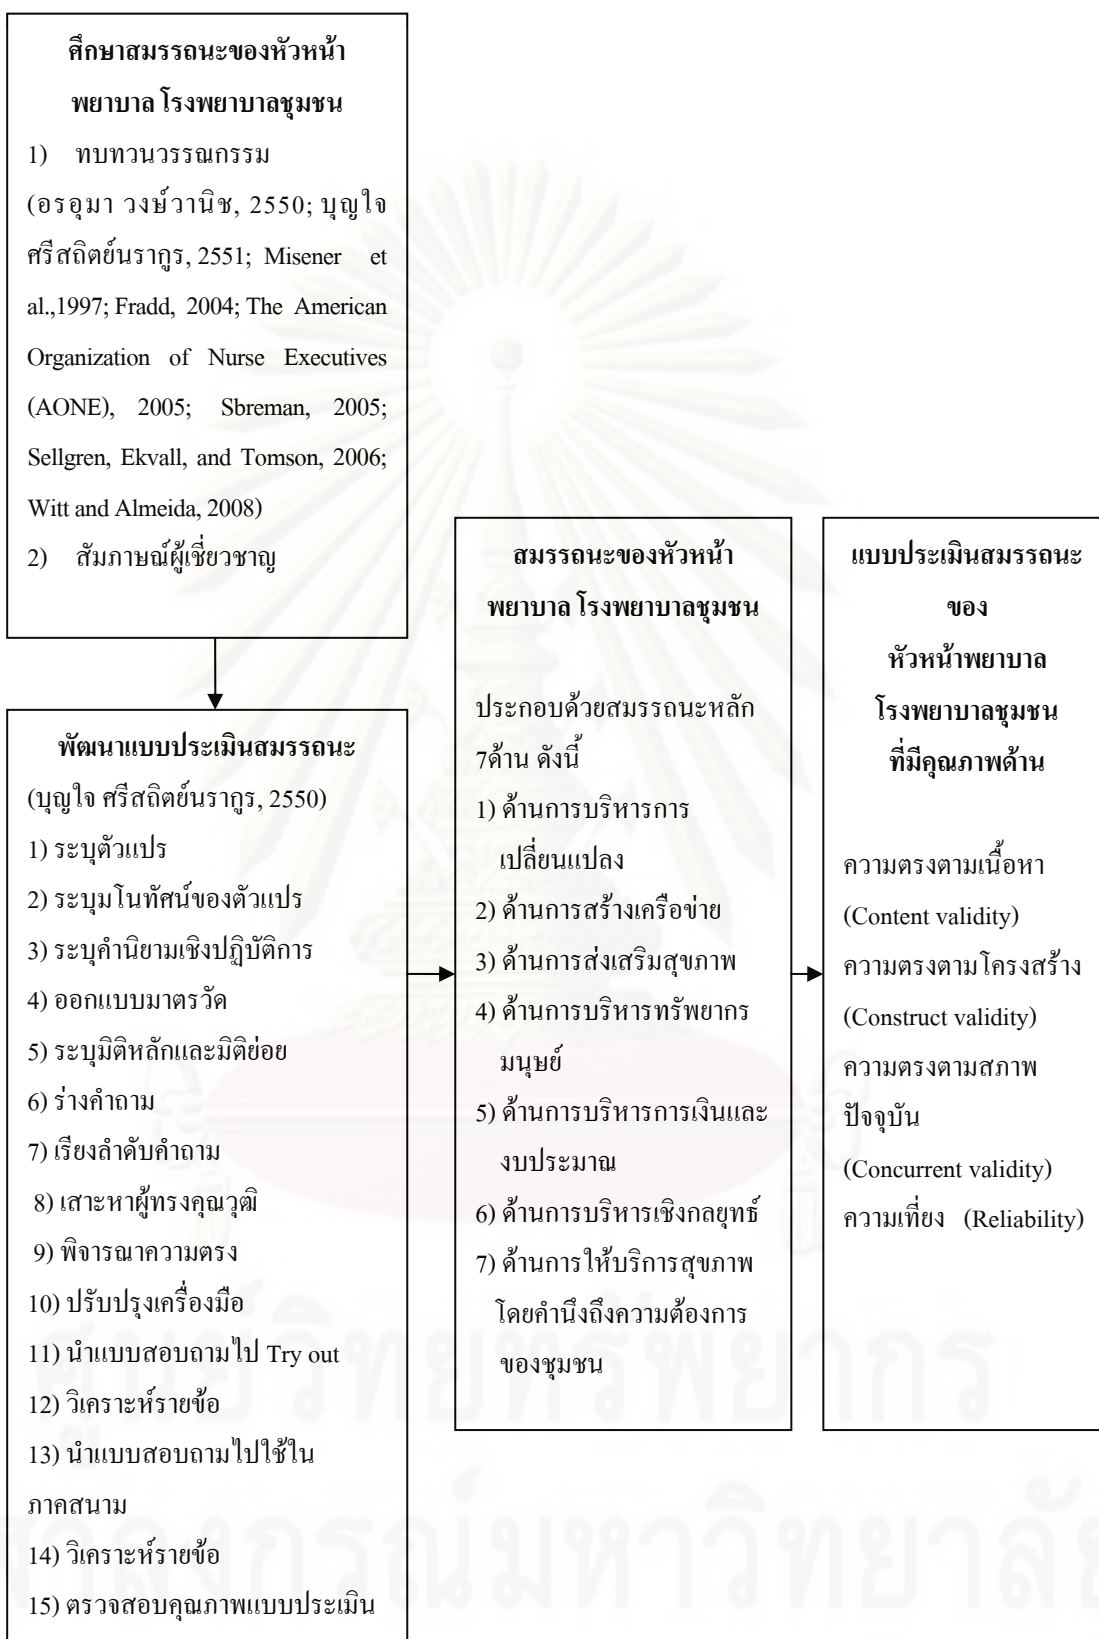 ศึกษาสมรรถนะของหัวหน้า
พยาบาล โรงพยาบาลชุมชน
1) ทบทวนวรรณกรรม
(อรอุมา วงษ์วานิช, 2550; บุญใจ
ศรีสถิตย์นรากูร, 2551; Misener et
al.,1997; Fradd, 2004; The American
Organization of Nurse Executives
(AONE), 2005; Sbreman, 2005;
Sellgren, Ekvall, and Tomson, 2006;
Witt and Almeida, 2008)
2) สัมภาษณ์ผู้เชี่ยวชาญ
พัฒนาแบบประเมินสมรรถนะ
(บุญใจ ศรีสถิตย์นรากูร, 2550)
1) ระบุตัวแปร
2) ระบุมโนทัศน์ของตัวแปร
3) ระบุคำนิยามเชิงปฏิบัติการ
4) ออกแบบมาตรวัด
5) ระบุมิติหลักและมิติย่อย
6) ร่างคำถาม
7) เรียงลำดับคำถาม
8) เสาะหาผู้ทรงคุณวุฒิ
9) พิจารณาความตรง
10) ปรับปรุงเครื่องมือ
11) นำแบบสอบถามไป Try out
12) วิเคราะห์รายข้อ
13) นำแบบสอบถามไปใช้ใน
ภาคสนาม
14) วิเคราะห์รายข้อ
15) ตรวจสอบคุณภาพแบบประเมิน
สมรรถนะของหัวหน้า
พยาบาล โรงพยาบาลชุมชน
ประกอบด้วยสมรรถนะหลัก
7ด้าน ดังนี้
1) ด้านการบริหารการ
เปลี่ยนแปลง
2) ด้านการสร้างเครือข่าย
3) ด้านการส่งเสริมสุขภาพ
4) ด้านการบริหารทรัพยากร
มนุษย์
5) ด้านการบริหารการเงินและ
งบประมาณ
6) ด้านการบริหารเชิงกลยุทธ์
7) ด้านการให้บริการสุขภาพ
โดยคำนึงถึงความต้องการ
ของชุมชน
แบบประเมินสมรรถนะ
ของ
หัวหน้าพยาบาล
โรงพยาบาลชุมชน
ที่มีคุณภาพด้าน
ความตรงตามเนื้อหา
(Content validity)
ความตรงตามโครงสร้าง
(Construct validity)
ความตรงตามสภาพ
ปัจจุบัน
(Concurrent validity)
ความเที่ยง (Reliability)
ศูนย์วิทยทรัพยากร
าลงกรณ์มหาวิทยาลัย